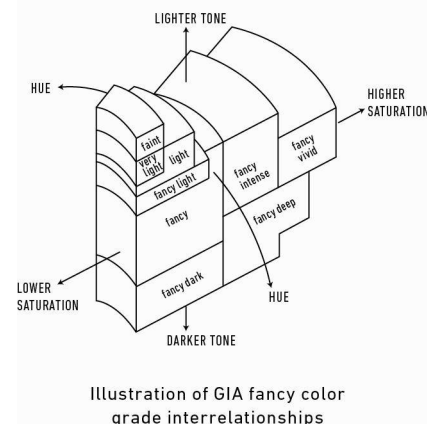 LIGHTER TONE
HUE
HIGHER
SATURATION
faint
very
light
light
fancy light
fancy
intense
fancy
vivid
fancy
fancy deep
fancy dark
LOWER
SATURATION
HUE
DARKER TONE
Illustration of GIA fancy color
grade interrelationships